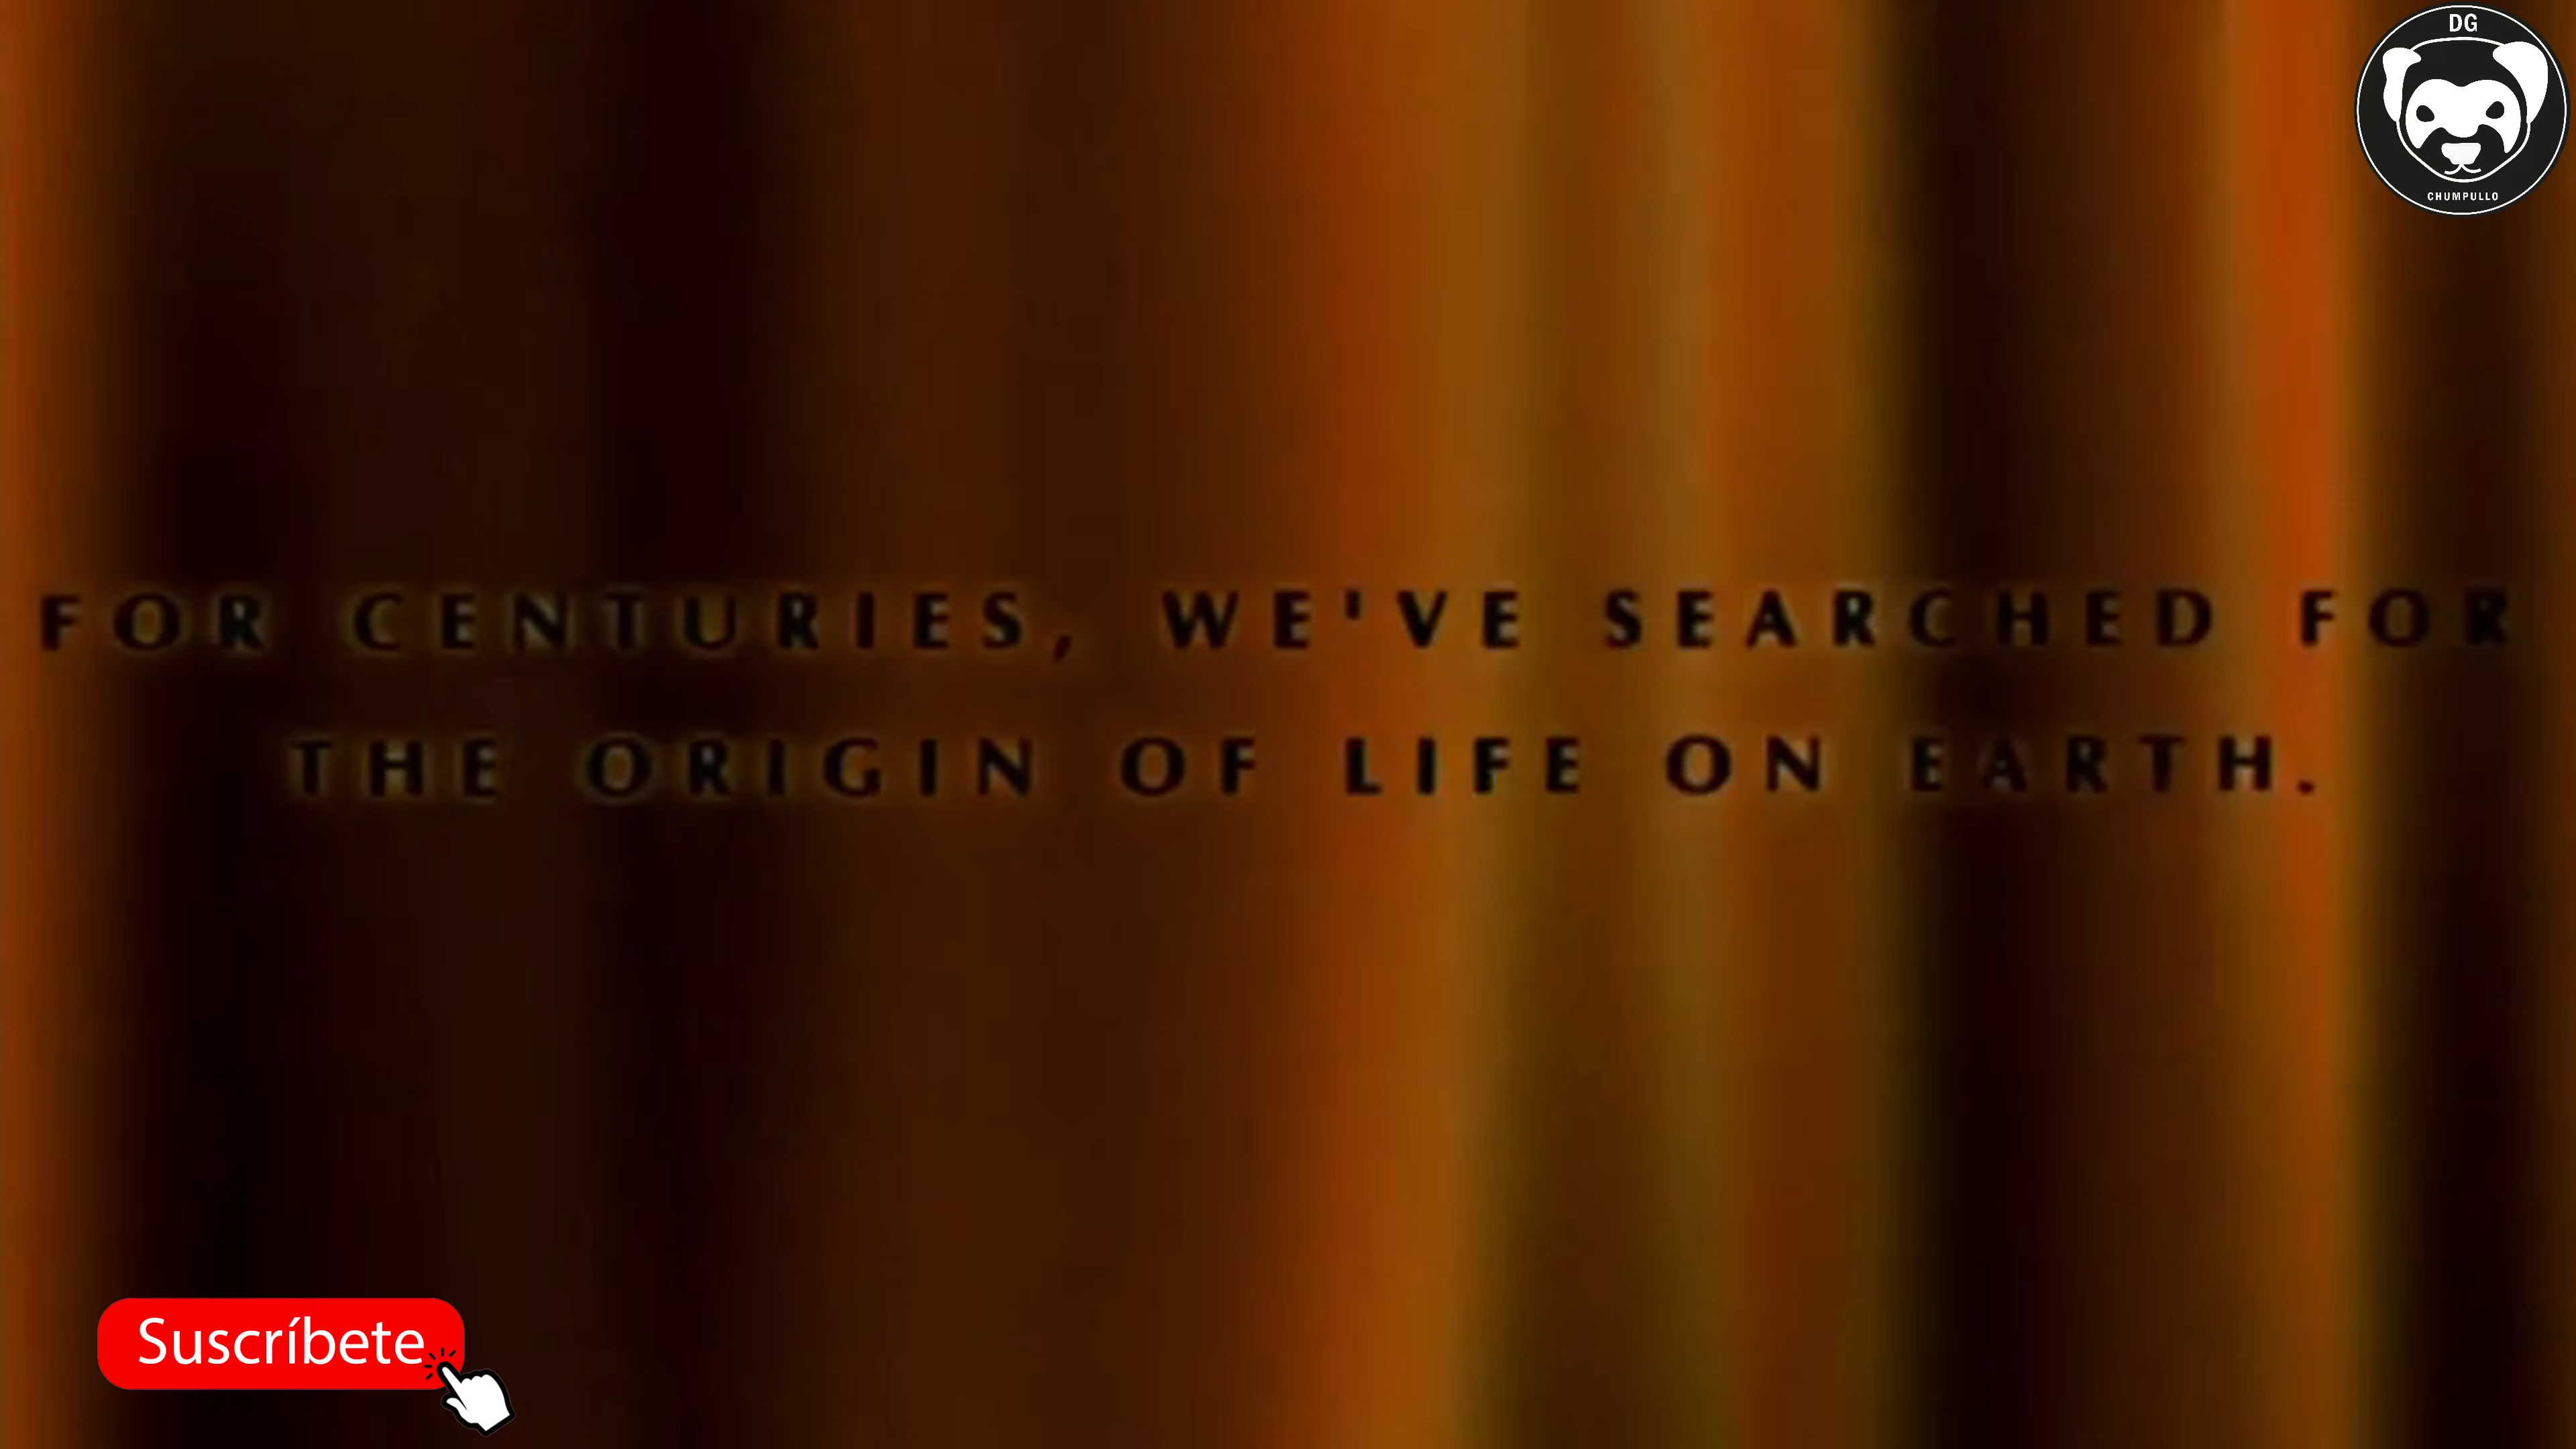 DG
CHUMPULLO
FOR CENTURIES, WE'VE SEARCHED FOR
THE ORIGIN OF LIFE ON EARTH.
Suscríbete